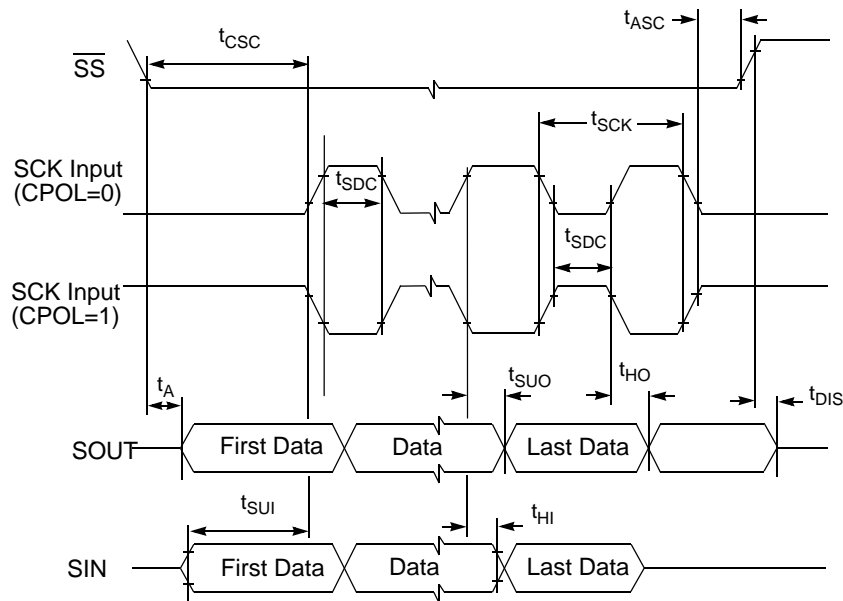 tASC
tCSC
SS
tSCK
SCK Input
(CPOL=0)
tSDC
tSDC
SCK Input
(CPOL=1)
tA
tSUO
tHO
tDIS
SOUT
First Data
Data
Last Data
tSUI
tHI
SIN
First Data
Data
Last Data